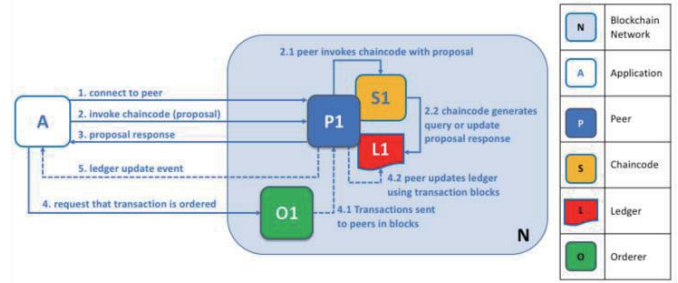 2.1 peer invokes chaincode with proposal
1. connect to peer
2. invoke chaincode (proposal)
3. proposal response
A
P1
S1
L1
2.2 chaincode generates
query or update
proposal response
5. ledger update event
4.2 peer updates ledger
using transaction blocks
4. request that transaction is ordered
O1
4.1 Transactions sent
to peers in blocks
N
N
Blockchain
Network
A
Application
P
Peer
S
Chaincode
L
Ledger
O
Orderer